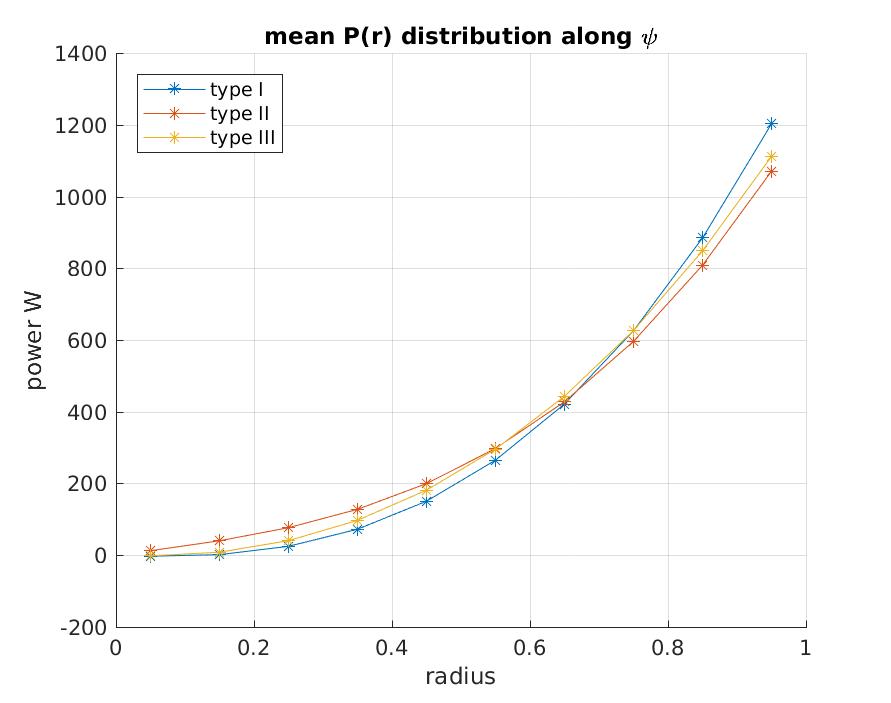 mean P(r) distribution along ψ
1400
1200
1000
800
600
400
200
0
-200
type I
type II
type III
power W
0
0.2
0.4
0.6
0.8
1
radius